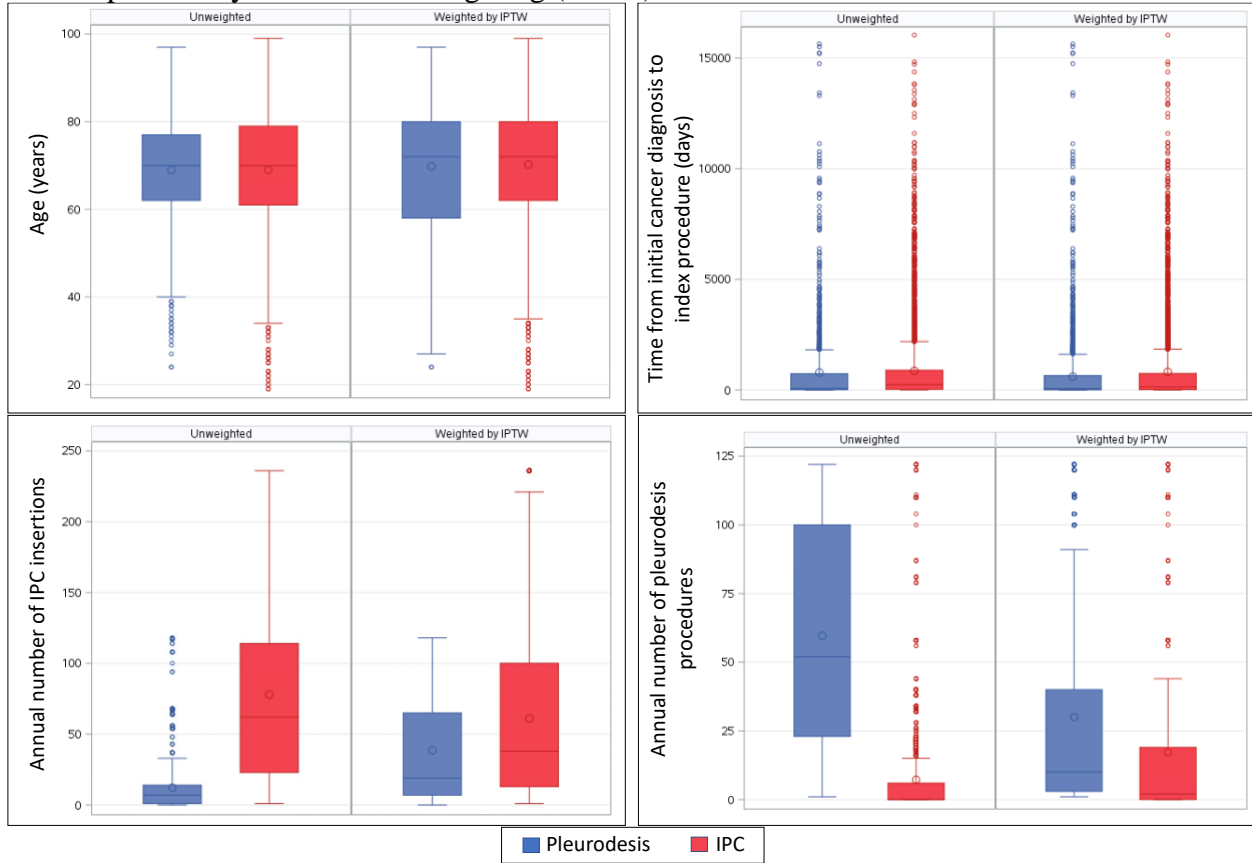 Unweighted
Weighted by IPTW
100
80
60
40
20
Age (years)
Unweighted
Weighted by IPTW
15000
10000
5000
0
Time from initial cancer diagnosis to
index procedure (days)
Unweighted
Weighted by IPTW
250
200
150
100
50
0
Annual number of IPC insertions
Unweighted
Weighted by IPTW
125
100
75
50
25
0
Annual number of pleurodesis
procedures
Pleurodesis
IPC